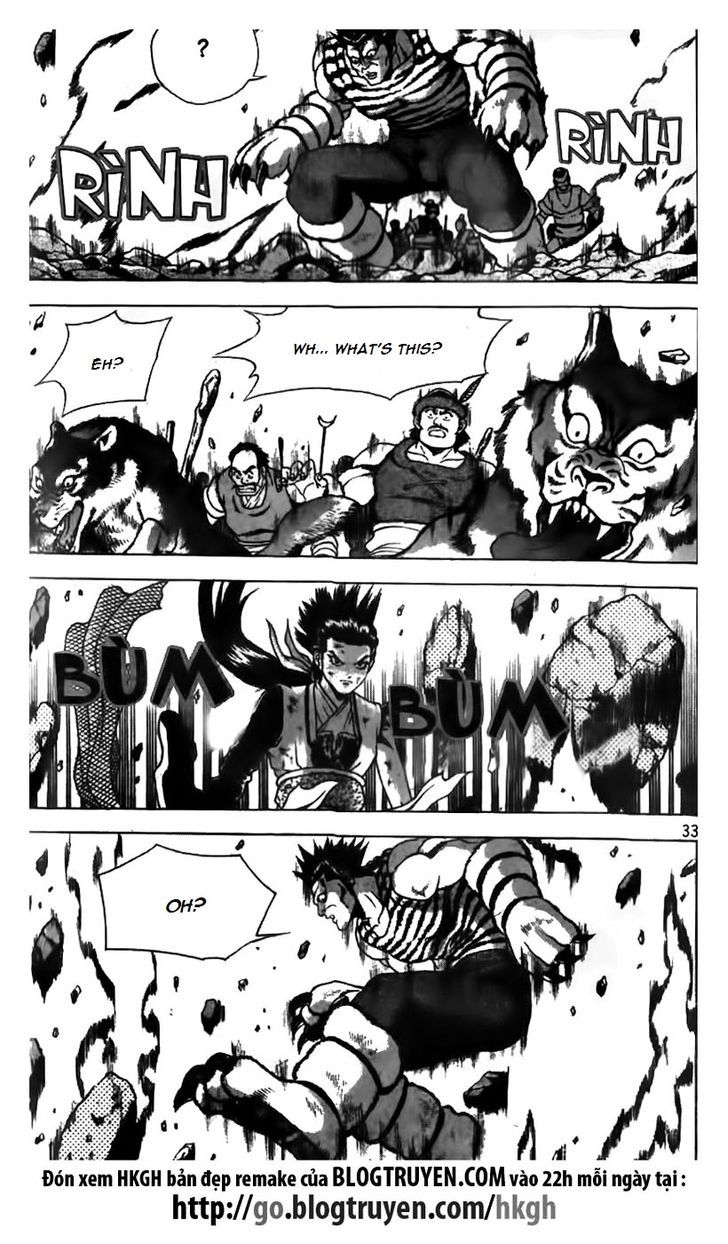 ?
RÌNH
RÌNH
EH?
WH... WHAT'S THIS?
BÙM
BÙM
33
OH?
Đón xem HKGH bản đẹp remake của BLOGTRUYEN.COM vào 22h mỗi ngày tại :
http://go.blogtruyen.com/hkgh